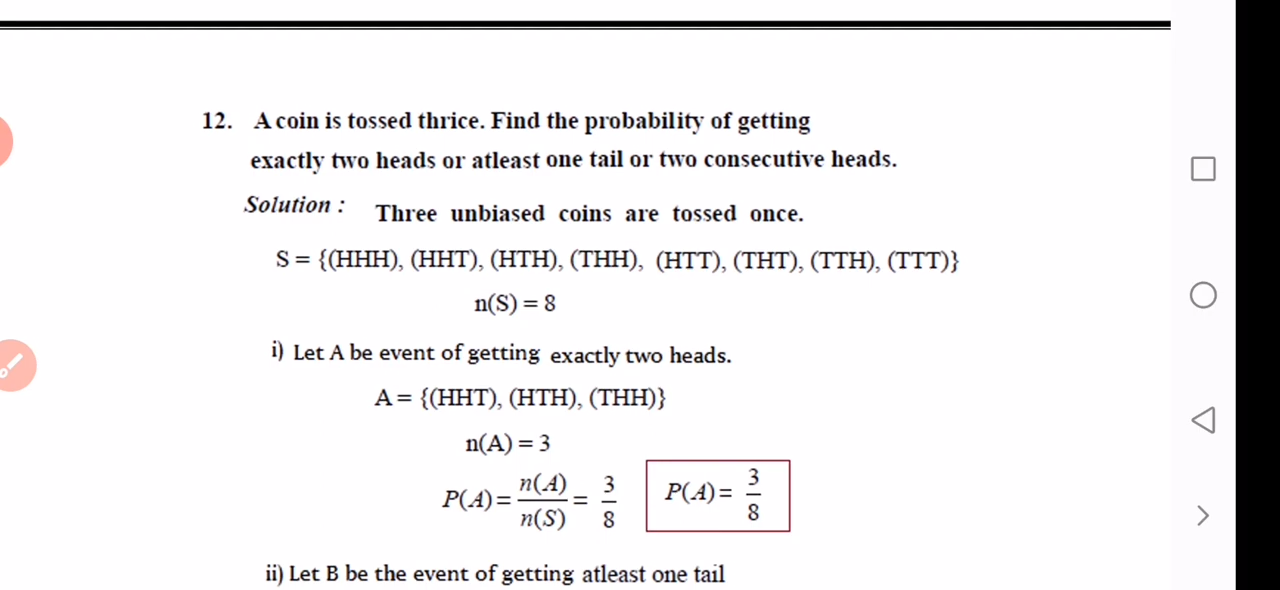 12. A coin is tossed thrice. Find the probability of getting
exactly two heads or atleast one tail or two consecutive heads.
Solution : Three unbiased coins are tossed once.
S = {(HHH), (HHT), (HTH), (THH), (HTT), (THT), (TTH), (TTT)}
n(S) = 8
i) Let A be event of getting exactly two heads.
A = {(HHT), (HTH), (THH)}
n(A) = 3
P(A) = n(A)/n(S) = 3/8 P(A) = 3/8
ii) Let B be the event of getting atleast one tail